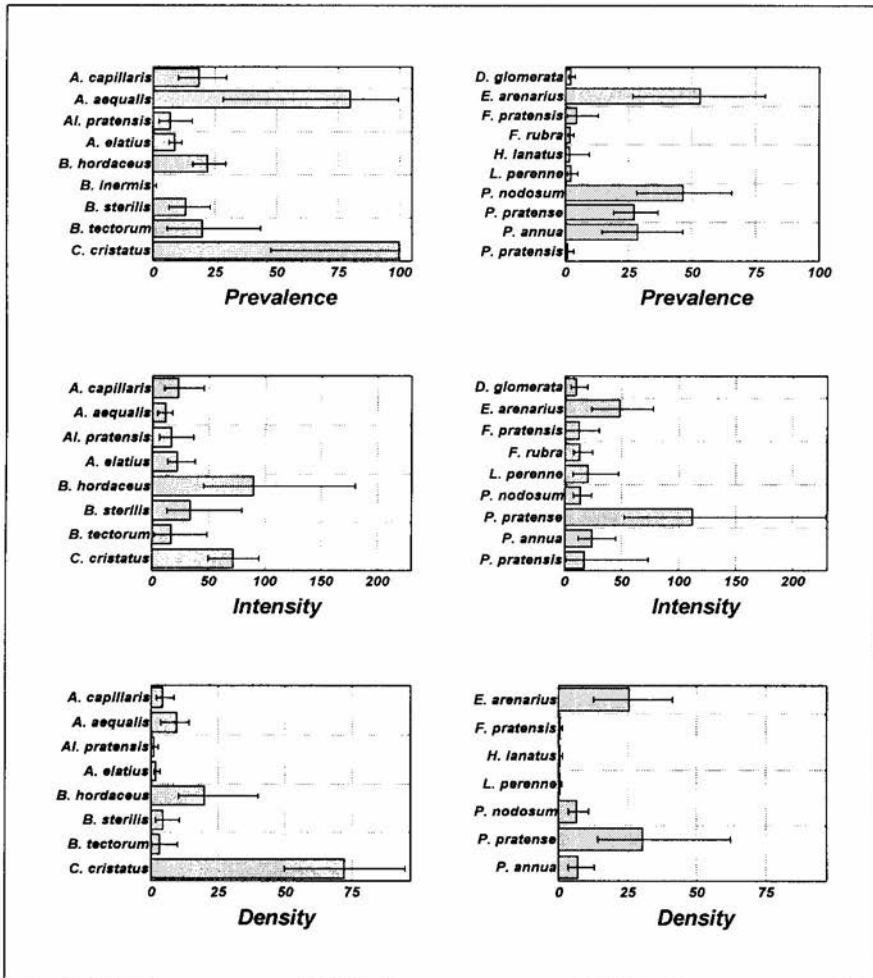 A. capillaris
A. aequalis
Al. pratensis
A. elatius
B. hordaceus
B. inermis
B. sterilis
B. tectorum
C. cristatus
0 25 50 75 100
Prevalence
D. glomerata
E. arenarius
F. pratensis
F. rubra
H. lanatus
L. perenne
P. nodosum
P. pratense
P. annua
P. pratensis
0 25 50 75 100
Prevalence
A. capillaris
A. aequalis
Al. pratensis
A. elatius
B. hordaceus
B. sterilis
B. tectorum
C. cristatus
0 50 100 150 200
Intensity
D. glomerata
E. arenarius
F. pratensis
F. rubra
L. perenne
P. nodosum
P. pratense
P. annua
P. pratensis
0 50 100 150 200
Intensity
A. capillaris
A. aequalis
Al. pratensis
A. elatius
B. hordaceus
B. sterilis
B. tectorum
C. cristatus
0 25 50 75
Density
E. arenarius
F. pratensis
H. lanatus
L. perenne
P. nodosum
P. pratense
P. annua
0 25 50 75
Density